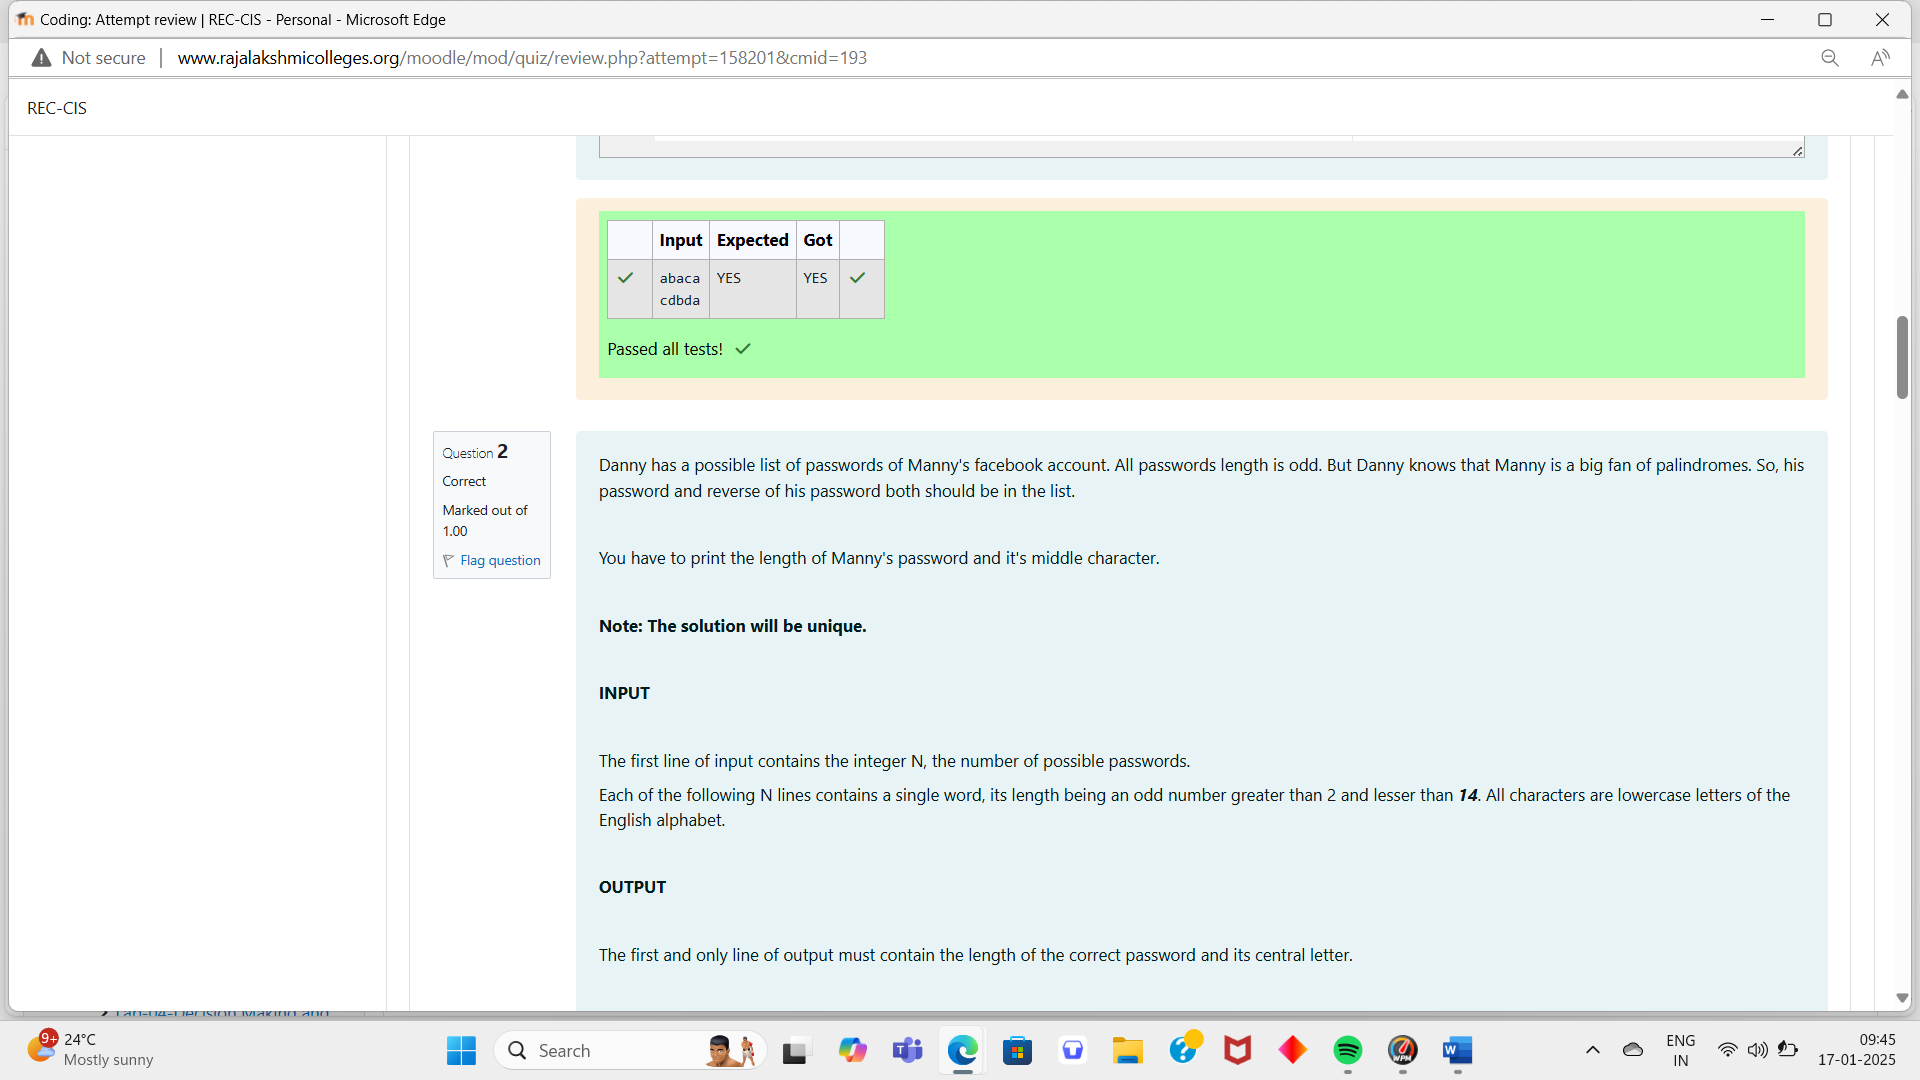 Coding: Attempt review | REC-CIS - Personal - Microsoft Edge
Not secure | www.rajalakshmicolleges.org/moodle/mod/quiz/review.php?attempt=158201&cmid=193
REC-CIS
Input Expected Got
abaca YES YES
cdbda
Passed all tests!
Question 2
Correct
Marked out of
1.00
Flag question
Danny has a possible list of passwords of Manny's facebook account. All passwords length is odd. But Danny knows that Manny is a big fan of palindromes. So, his
password and reverse of his password both should be in the list.
You have to print the length of Manny's password and it's middle character.
Note: The solution will be unique.
INPUT
The first line of input contains the integer N, the number of possible passwords.
Each of the following N lines contains a single word, its length being an odd number greater than 2 and lesser than 14. All characters are lowercase letters of the
English alphabet.
OUTPUT
The first and only line of output must contain the length of the correct password and its central letter.
Lab-04-Decision Making and
9+
24°C
Mostly sunny
Search
ENG
IN
09:45
17-01-2025